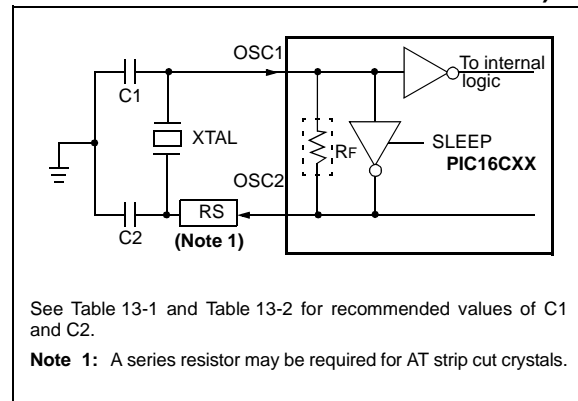 OSC1
To internal
logic
C1
XTAL
RF
SLEEP
PIC16CXX
OSC2
RS
C2
(Note 1)
See Table 13-1 and Table 13-2 for recommended values of C1
and C2.
Note 1: A series resistor may be required for AT strip cut crystals.